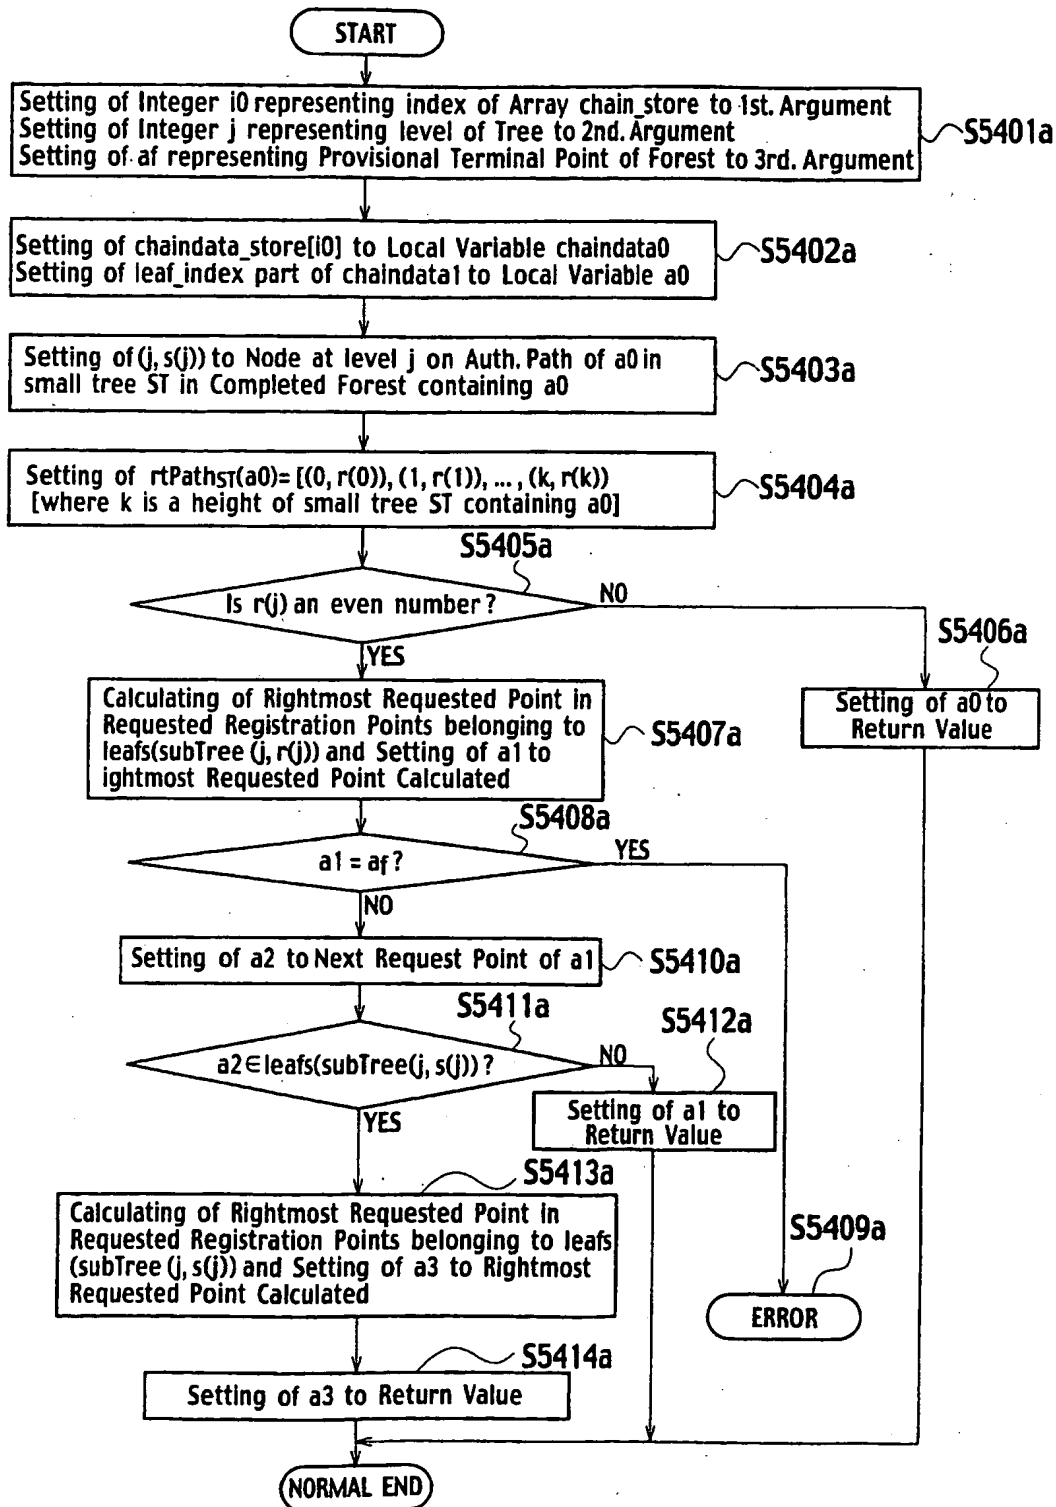 START
Setting of Integer i0 representing index of Array chain_store to 1st. Argument
Setting of Integer j representing level of Tree to 2nd. Argument
Setting of af representing Provisional Terminal Point of Forest to 3rd. Argument
S5401a
Setting of chaindata_store[i0] to Local Variable chaindata0
Setting of leaf_index part of chaindata1 to Local Variable a0
S5402a
Setting of (j, s(j)) to Node at level j on Auth. Path of a0 in
small tree ST in Completed Forest containing a0
S5403a
Setting of rtPathST(a0)= [(0, r(0)), (1, r(1)), ..., (k, r(k))
[where k is a height of small tree ST containing a0]
S5404a
S5405a
Is r(j) an even number ?
NO
YES
S5406a
Setting of a0 to
Return Value
Calculating of Rightmost Requested Point in
Requested Registration Points belonging to
leafs(subTree (j, r(j)) and Setting of a1 to
ightmost Requested Point Calculated
S5407a
S5408a
a1 = af ?
YES
NO
Setting of a2 to Next Request Point of a1
S5410a
S5411a
a2∈leafs(subTree(j, s(j)) ?
NO
YES
S5412a
Setting of a1 to
Return Value
S5413a
Calculating of Rightmost Requested Point in
Requested Registration Points belonging to leafs
(subTree (j, s(j)) and Setting of a3 to Rightmost
Requested Point Calculated
S5409a
ERROR
S5414a
Setting of a3 to Return Value
NORMAL END